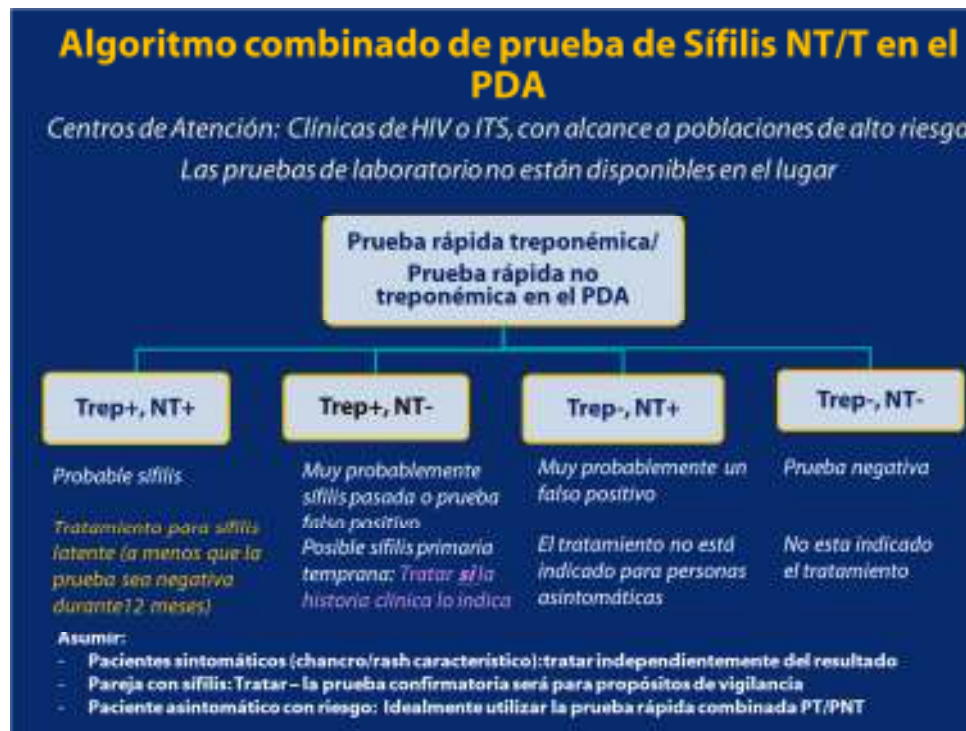 Algoritmo combinado de prueba de Sífilis NT/T en el
PDA
Centros de Atención: Clínicas de HIV o ITS, con alcance a poblaciones de alto riesgo
Las pruebas de laboratorio no están disponibles en el lugar
Prueba rápida treponémica/
Prueba rápida no
treponémica en el PDA
Trep+, NT+
Probable sífilis
Tratamiento para sífilis
latente (a menos que la
prueba sea negativa
durante12 meses)
Trep+, NT-
Muy probablemente
sífilis pasada o prueba
falso positivo
Posible sífilis primaria
temprana: Tratar si la
historia clínica lo indica
Trep-, NT+
Muy probablemente un
falso positivo
El tratamiento no está
indicado para personas
asintomáticas
Trep-, NT-
Prueba negativa
No esta indicado
el tratamiento
Asumir:
- Pacientes sintomáticos (chancro/rash característico):tratar independientemente del resultado
- Pareja con sífilis: Tratar – la prueba confirmatoria será para propósitos de vigilancia
- Paciente asintomático con riesgo: Idealmente utilizar la prueba rápida combinada PT/PNT